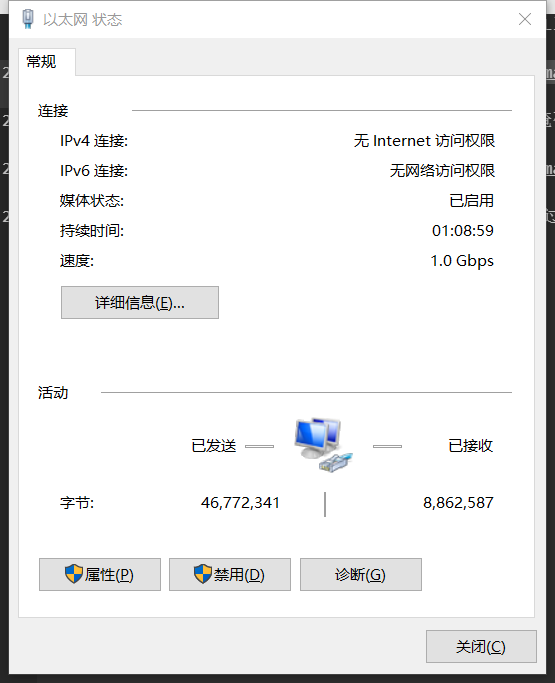 以太网 状态
常规
连接
IPv4 连接: 无 Internet 访问权限
IPv6 连接: 无网络访问权限
媒体状态: 已启用
持续时间: 01:08:59
速度: 1.0 Gbps
详细信息(E)...
活动
已发送 已接收
字节: 46,772,341 8,862,587
属性(P) 禁用(D) 诊断(G)
关闭(C)